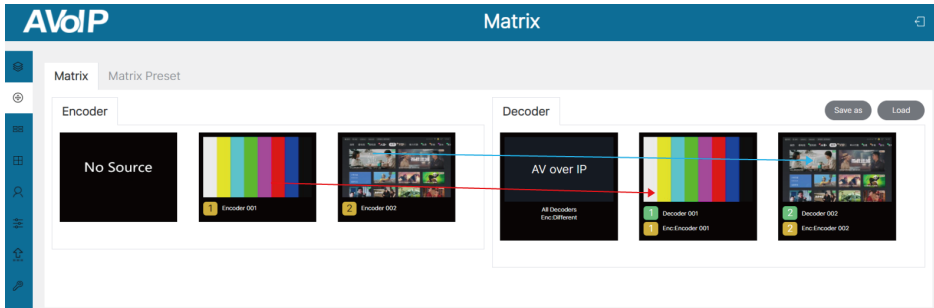 AVoIP
Matrix
Matrix
Matrix Preset
Encoder
Decoder
Save as
Load
No Source
1 Encoder 001
2 Encoder 002
AV over IP
All Decoders
Enc:Different
1 Decoder 001
1 Enc:Encoder 001
2 Decoder 002
2 Enc:Encoder 002